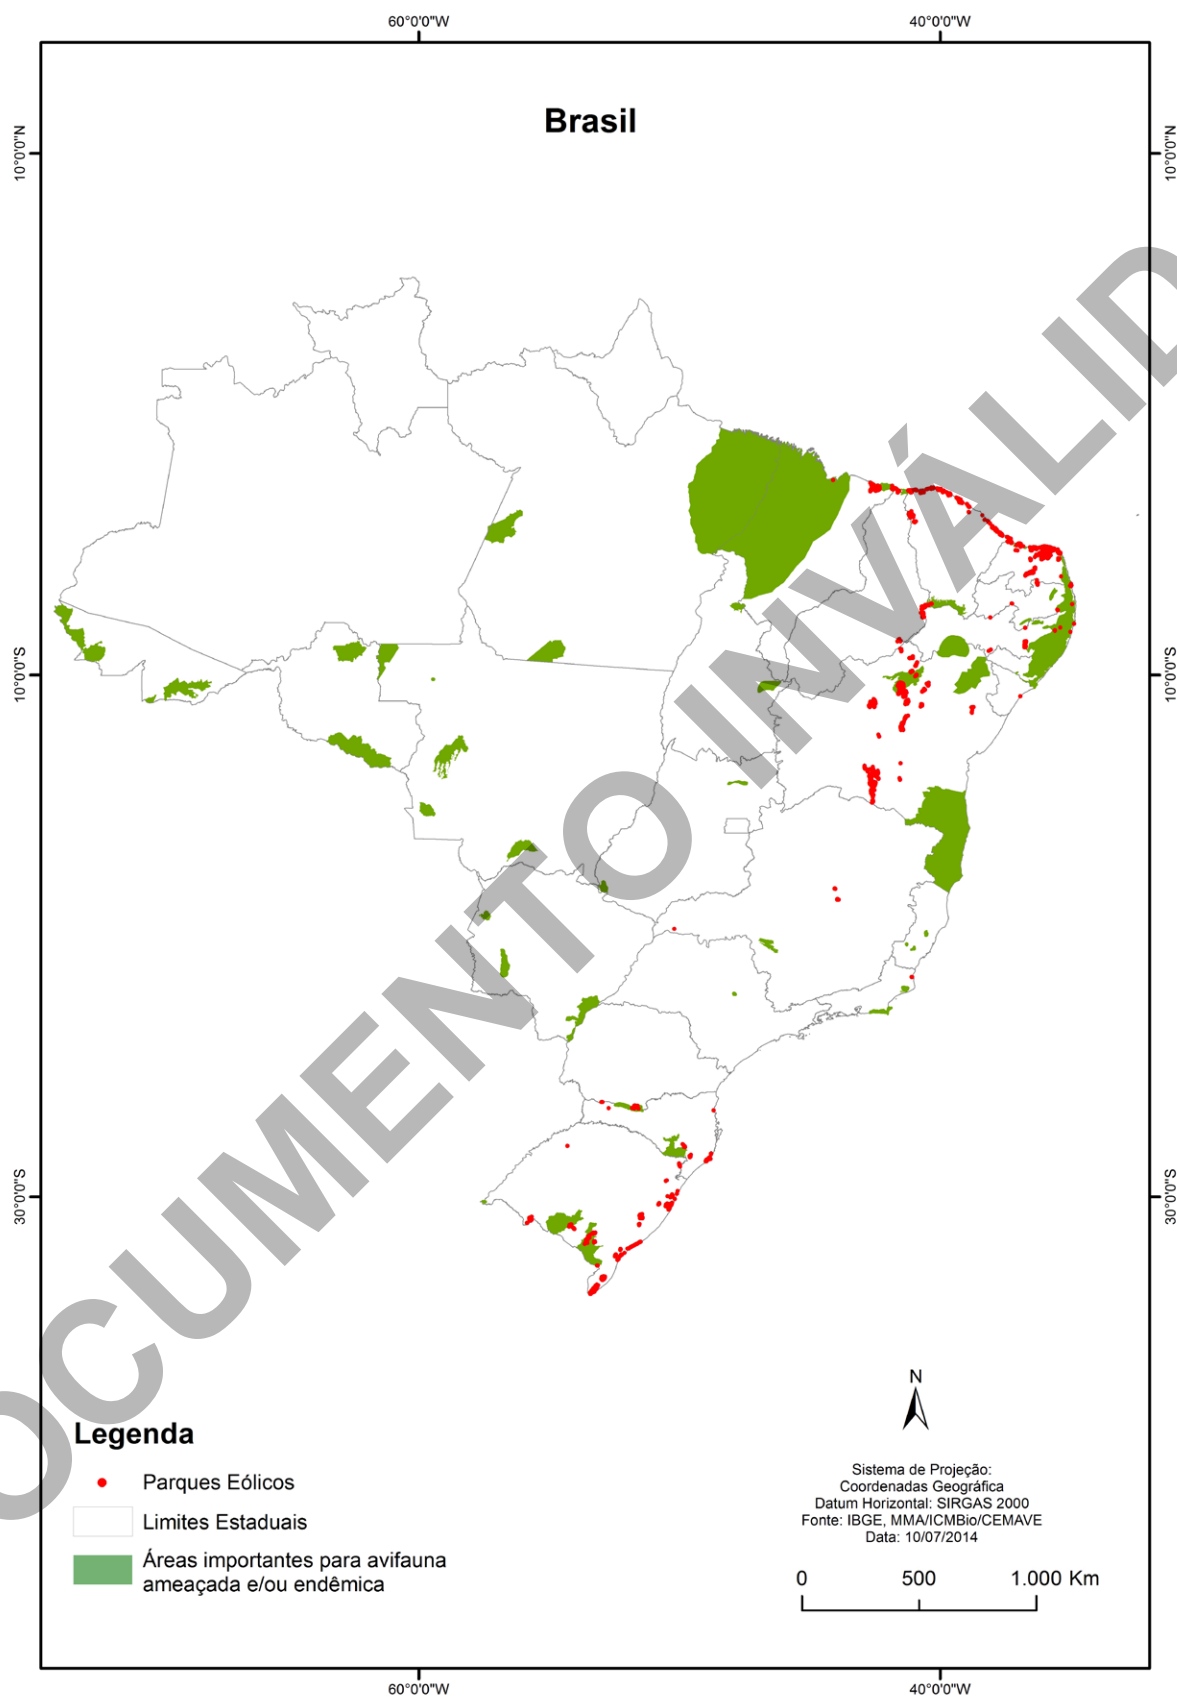 60°0'0"W 40°0'0"W
Brasil
10°0'0"N 10°0'0"N
10°0'0"S 10°0'0"S
30°0'0"S 30°0'0"S
DOCUMENTO INVÁLID
N
Legenda
Parques Eólicos
Limites Estaduais
Áreas importantes para avifauna
ameaçada e/ou endêmica
Sistema de Projeção:
Coordenadas Geográfica
Datum Horizontal: SIRGAS 2000
Fonte: IBGE, MMA/ICMBio/CEMAVE
Data: 10/07/2014
0 500 1.000 Km
60°0'0"W 40°0'0"W